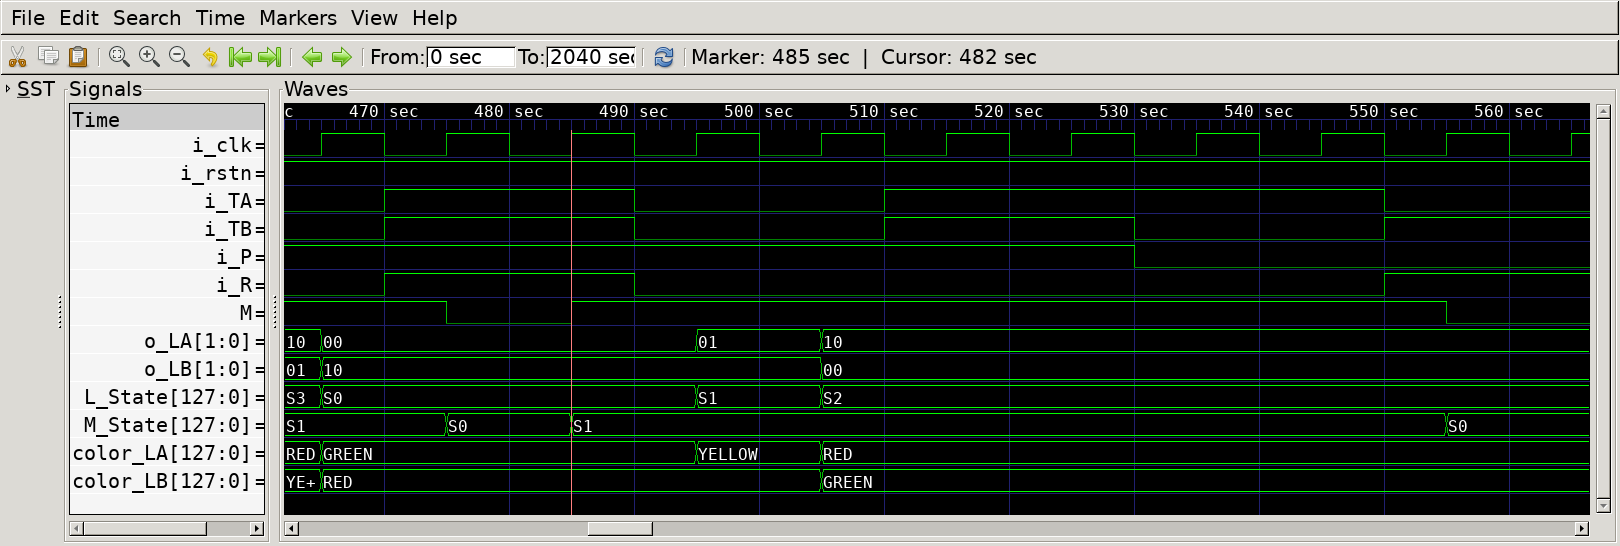 File Edit Search Time Markers View Help
From: 0 sec To: 2040 sec Marker: 485 sec | Cursor: 482 sec
SST Signals Waves
Time
c 470 sec 480 sec 490 sec 500 sec 510 sec 520 sec 530 sec 540 sec 550 sec 560 sec
i_clk=
i_rstn=
i_TA=
i_TB=
i_P=
i_R=
M=
o_LA[1:0]= 10 00 01 10
o_LB[1:0]= 01 10 00
L_State[127:0]= S3 S0 S1 S2
M_State[127:0]= S1 S0 S1 S0
color_LA[127:0]= RED GREEN YELLOW RED
color_LB[127:0]= YE+ RED GREEN